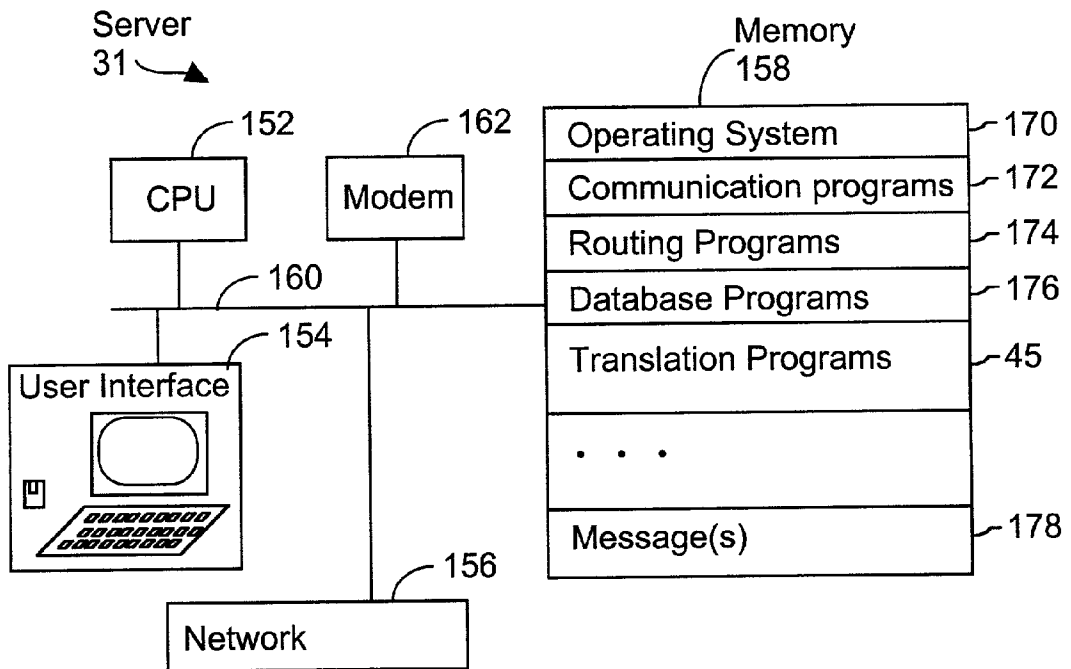 Server
31
Memory
158
152
162
CPU
Modem
Operating System
170
Communication programs
172
Routing Programs
174
160
Database Programs
176
154
User Interface
Translation Programs
45
. . .
Message(s)
178
156
Network